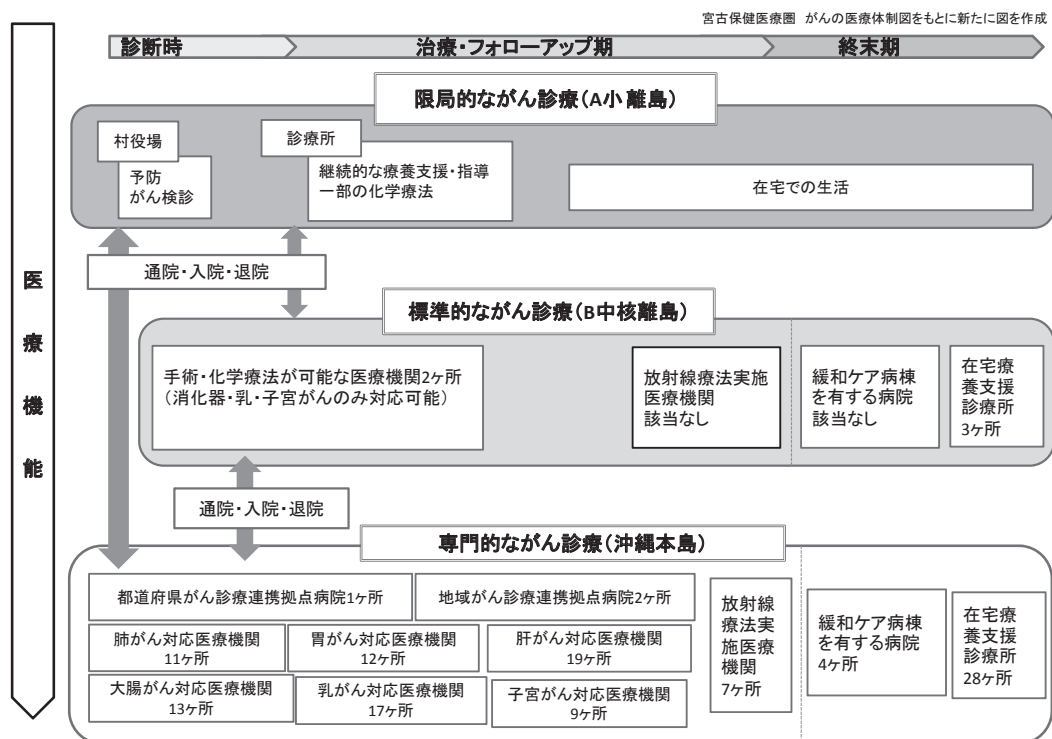 宮古保健医療圏 がんの医療体制図をもとに新たに図を作成
診断時
治療・フォローアップ期
終末期
医療機能
限局的ながん診療（A小離島）
村役場
予防
がん検診
診療所
継続的な療養支援・指導
一部の化学療法
在宅での生活
通院・入院・退院
標準的ながん診療（B中核離島）
手術・化学療法が可能な医療機関2ヶ所
（消化器・乳・子宮がんのみ対応可能）
放射線療法実施
医療機関
該当なし
緩和ケア病棟
を有する病院
該当なし
在宅療
養支援
診療所
3ヶ所
通院・入院・退院
専門的ながん診療（沖縄本島）
都道府県がん診療連携拠点病院1ヶ所
地域がん診療連携拠点病院2ヶ所
肺がん対応医療機関
11ヶ所
胃がん対応医療機関
12ヶ所
肝がん対応医療機関
19ヶ所
大腸がん対応医療機関
13ヶ所
乳がん対応医療機関
17ヶ所
子宮がん対応医療機関
9ヶ所
放射線
療法実
施医療
機関
7ヶ所
緩和ケア病棟
を有する病院
4ヶ所
在宅療
養支援
診療所
28ヶ所